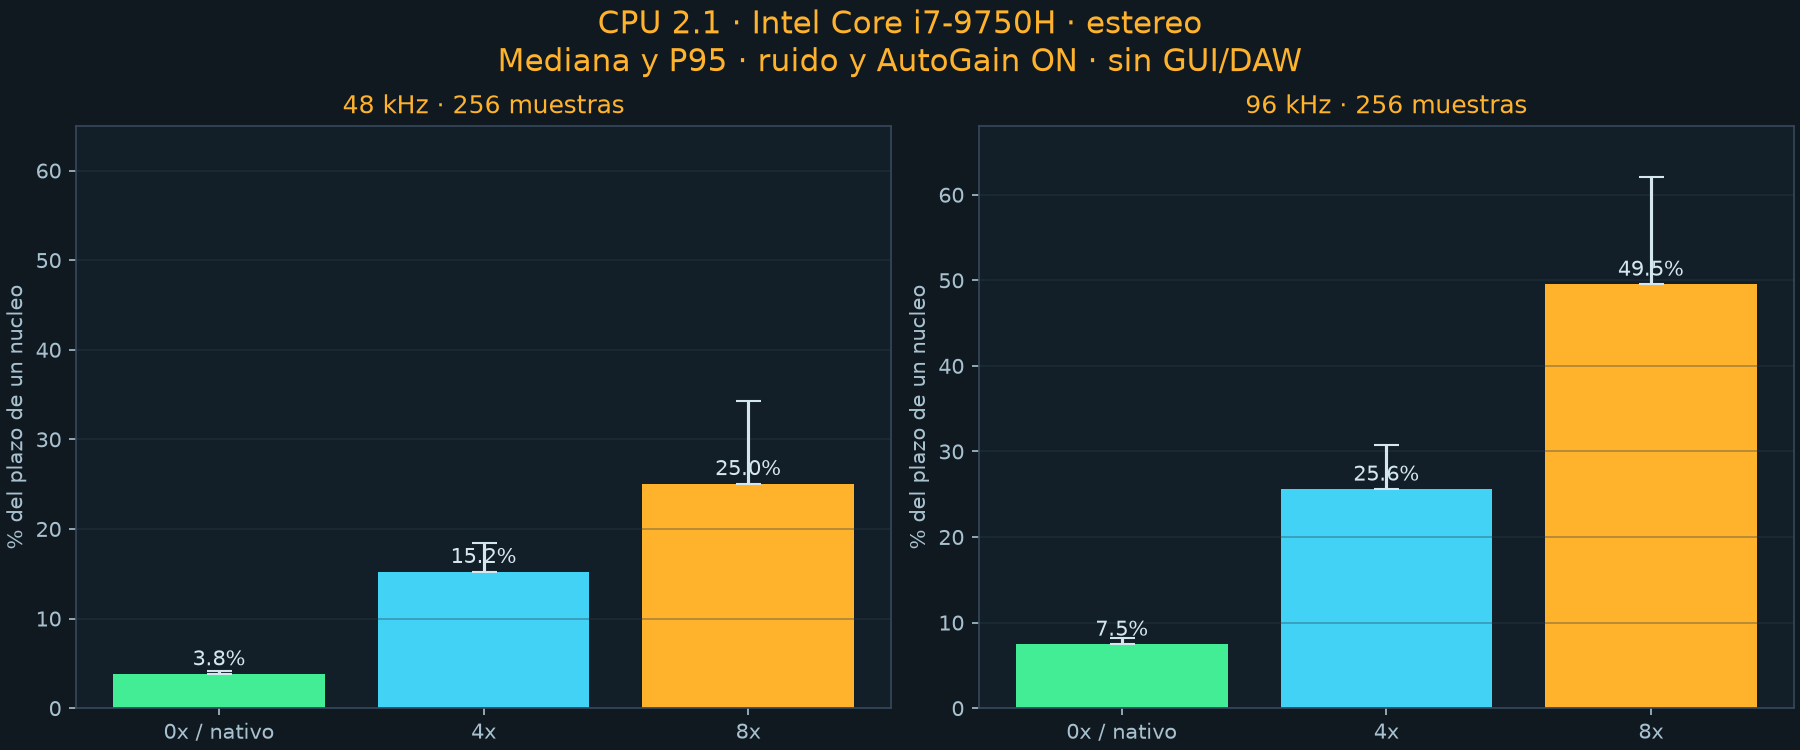 CPU 2.1 · Intel Core i7-9750H · estereo
Mediana y P95 · ruido y AutoGain ON · sin GUI/DAW
48 kHz · 256 muestras
% del plazo de un nucleo
60
50
40
30
20
10
0
3.8%
15.2%
25.0%
0x / nativo
4x
8x
96 kHz · 256 muestras
% del plazo de un nucleo
60
50
40
30
20
10
0
7.5%
25.6%
49.5%
0x / nativo
4x
8x